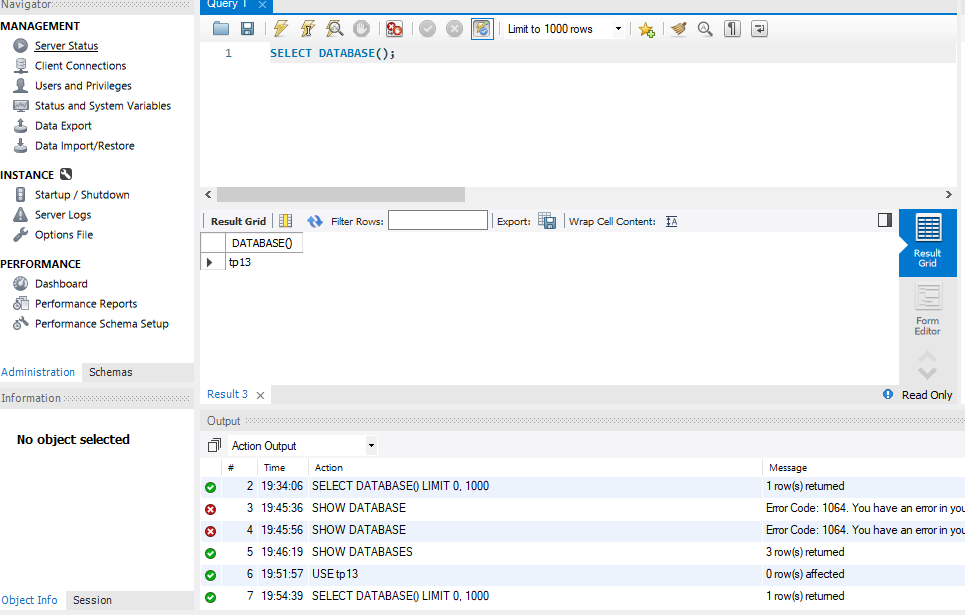 Navigator
MANAGEMENT
Server Status
Client Connections
Users and Privileges
Status and System Variables
Data Export
Data Import/Restore
INSTANCE
Startup / Shutdown
Server Logs
Options File
PERFORMANCE
Dashboard
Performance Reports
Performance Schema Setup
Administration Schemas
Information
No object selected
Object Info Session
Query 1
Limit to 1000 rows
1 SELECT DATABASE();
Result Grid Filter Rows: Export: Wrap Cell Content:
DATABASE()
tp13
Result Grid
Form Editor
Result 3
Read Only
Output
Action Output
# Time Action Message
2 19:34:06 SELECT DATABASE() LIMIT 0, 1000 1 row(s) returned
3 19:45:36 SHOW DATABASE Error Code: 1064. You have an error in you
4 19:45:56 SHOW DATABASE Error Code: 1064. You have an error in you
5 19:46:19 SHOW DATABASES 3 row(s) returned
6 19:51:57 USE tp13 0 row(s) affected
7 19:54:39 SELECT DATABASE() LIMIT 0, 1000 1 row(s) returned